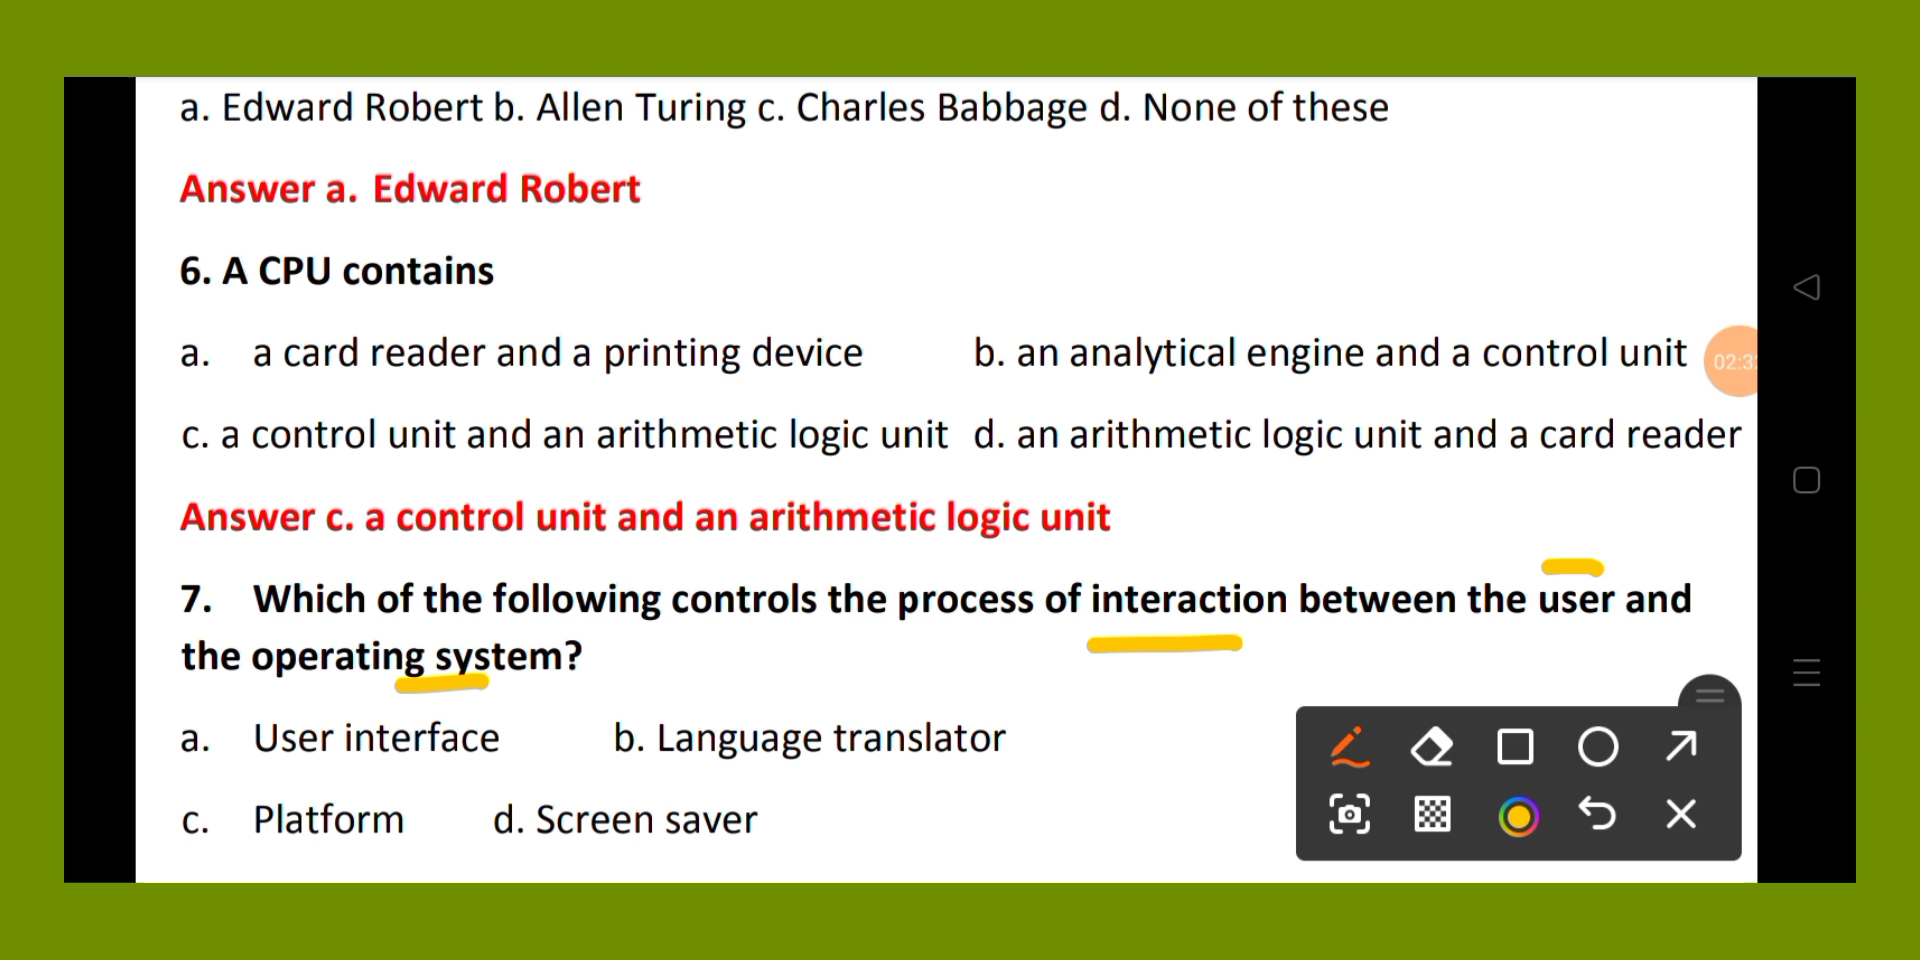 a. Edward Robert b. Allen Turing c. Charles Babbage d. None of these
Answer a. Edward Robert
6. A CPU contains
a. a card reader and a printing device b. an analytical engine and a control unit
02:3
c. a control unit and an arithmetic logic unit d. an arithmetic logic unit and a card reader
Answer c. a control unit and an arithmetic logic unit
7. Which of the following controls the process of interaction between the user and
the operating system?
a. User interface b. Language translator
c. Platform d. Screen saver